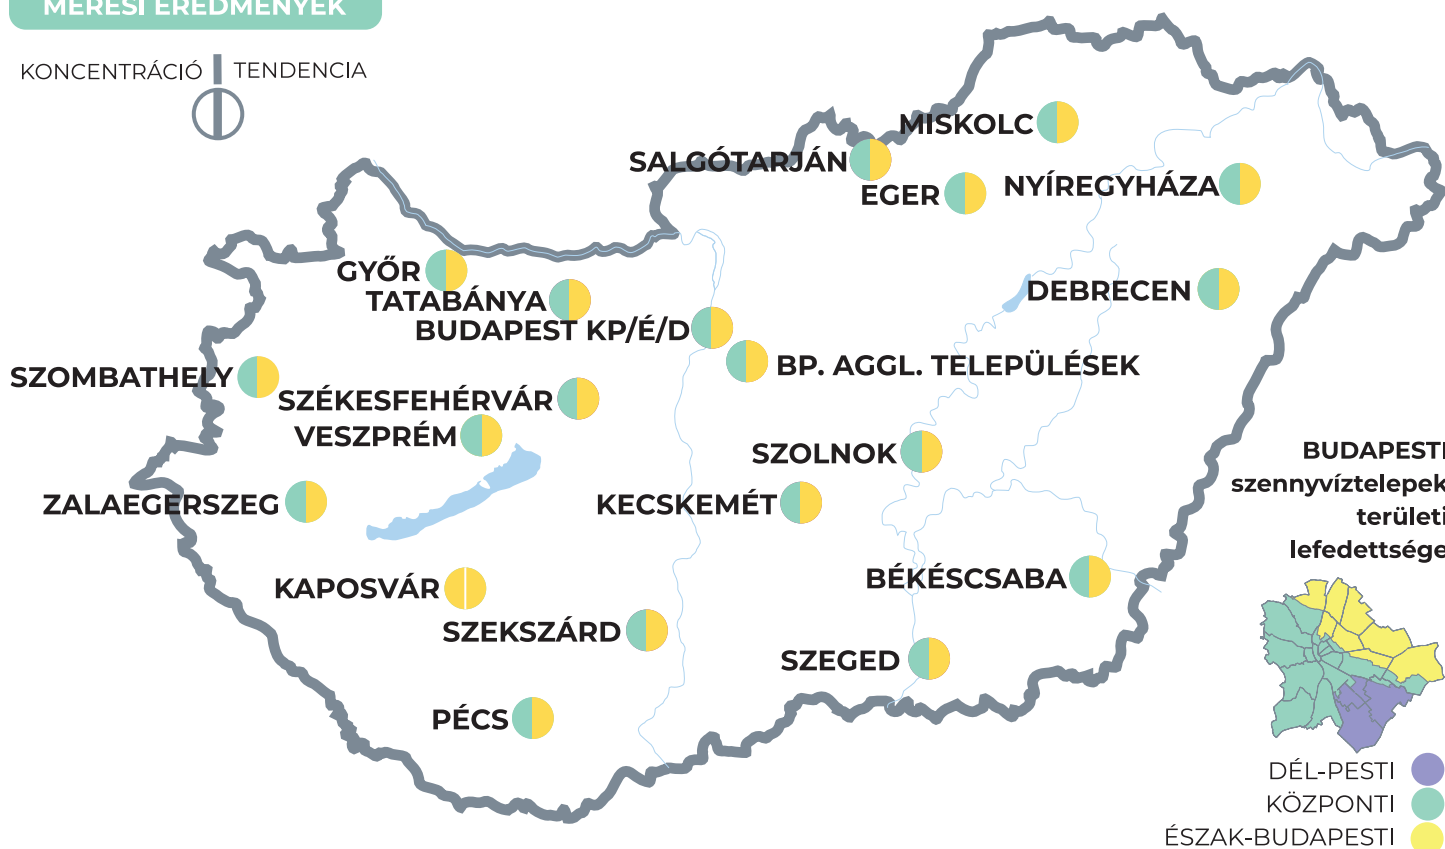 MÉRÉSI EREDMÉNYEK
KONCENTRÁCIÓ
TENDENCIA
MISKOLC
SALGÓTARJÁN
EGER
NYÍREGYHÁZA
GYŐR
TATABÁNYA
DEBRECEN
BUDAPEST KP/É/D
BP. AGGL. TELEPÜLÉSEK
SZOMBATHELY
SZÉKESFEHÉRVÁR
VESZPRÉM
SZOLNOK
ZALAEGERSZEG
KECSKEMÉT
KAPOSVÁR
BÉKÉSCSABA
SZEKSZÁRD
SZEGED
PÉCS
BUDAPESTI
szennyvíztelepek
területi
lefedettsége
DÉL-PESTI
KÖZPONTI
ÉSZAK-BUDAPESTI